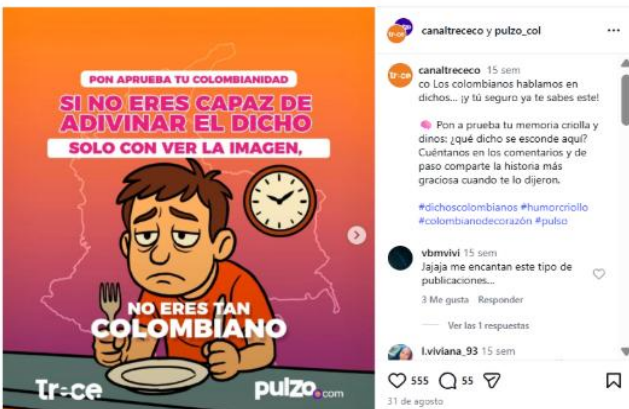 PON APRUEBA TU COLOMBIANIDAD
SI NO ERES CAPAZ DE
ADIVINAR EL DICHO
SOLO CON VER LA IMAGEN,
NO ERES TAN
COLOMBIANO
tr=ce
pulzo.com
canaltrececo y pulzo_col
canaltrececo 15 sem
co Los colombianos hablamos en
dichos... ¡y tú seguro ya te sabes este!
Pon a prueba tu memoria criolla y
dinos: ¿qué dicho se esconde aquí?
Cuéntanos en los comentarios y de
paso comparte la historia más
graciosa cuando te lo dijeron.
#dichoscolombianos #humorcriollo
#colombianodecorazón #pulso
vbmvivi 15 sem
Jajaja me encantan este tipo de
publicaciones...
3 Me gusta Responder
Ver las 1 respuestas
l.viviana_93 15 sem
555 55
31 de agosto